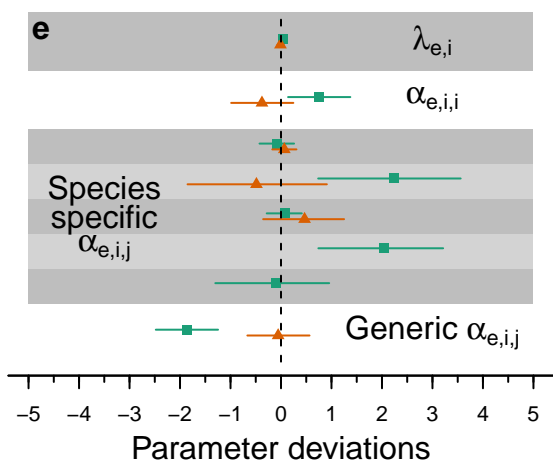 e
λe,i
αe,i,i
Species
specific
αe,i,j
Generic αe,i,j
−5 −4 −3 −2 −1 0 1 2 3 4 5
Parameter deviations